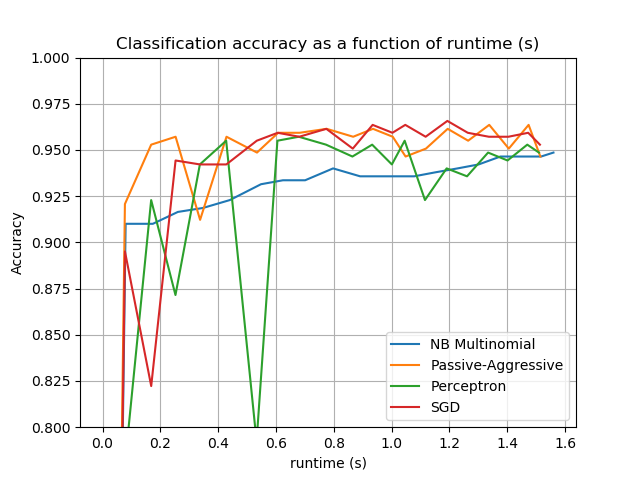 Classification accuracy as a function of runtime (s)
1.000
0.975
0.950
0.925
0.900
0.875
0.850
0.825
0.800
Accuracy
NB Multinomial
Passive-Aggressive
Perceptron
SGD
0.0 0.2 0.4 0.6 0.8 1.0 1.2 1.4 1.6
runtime (s)